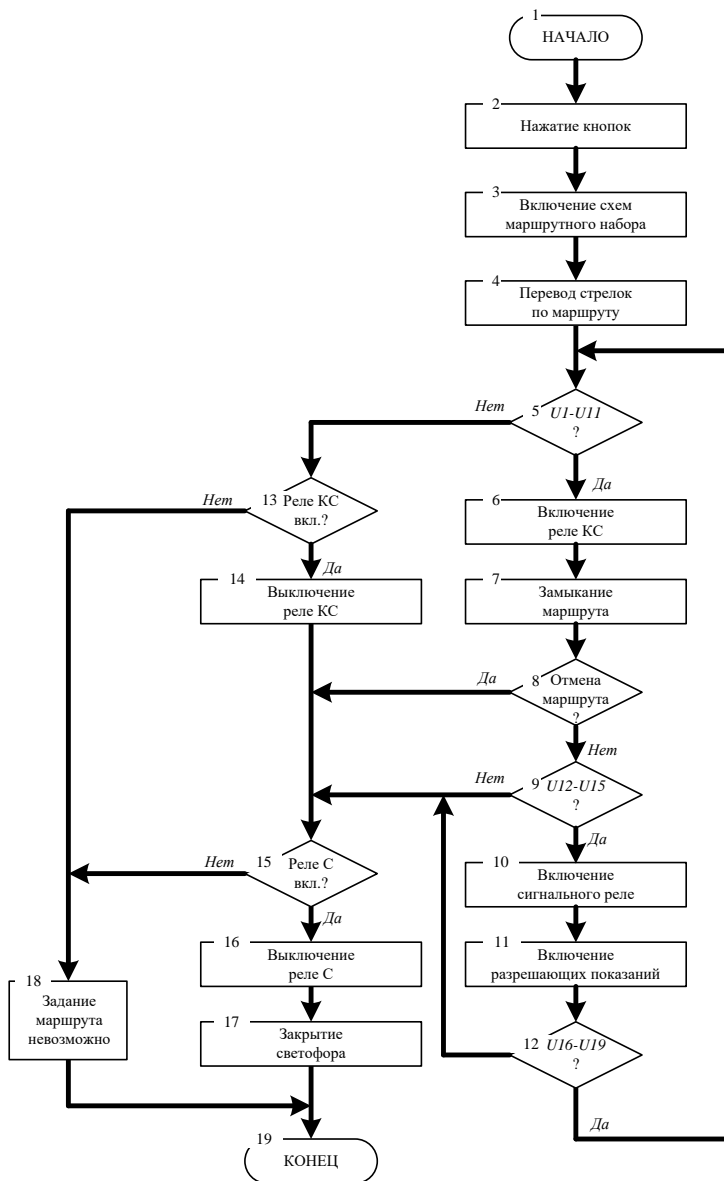 1
НАЧАЛО
2
Нажатие кнопок
3
Включение схем
маршрутного набора
4
Перевод стрелок
по маршруту
5 U1-U11
?
Нет
Да
6
Включение
реле КС
13 Реле КС
вкл.?
Нет
Да
14
Выключение
реле КС
7
Замыкание
маршрута
8 Отмена
маршрута
?
Да
Нет
9 U12-U15
?
Нет
Да
15 Реле С
вкл.?
Нет
Да
10
Включение
сигнального реле
16
Выключение
реле С
11
Включение
разрешающих показаний
18
Задание
маршрута
невозможно
17
Закрытие
светофора
12 U16-U19
?
Да
19
КОНЕЦ